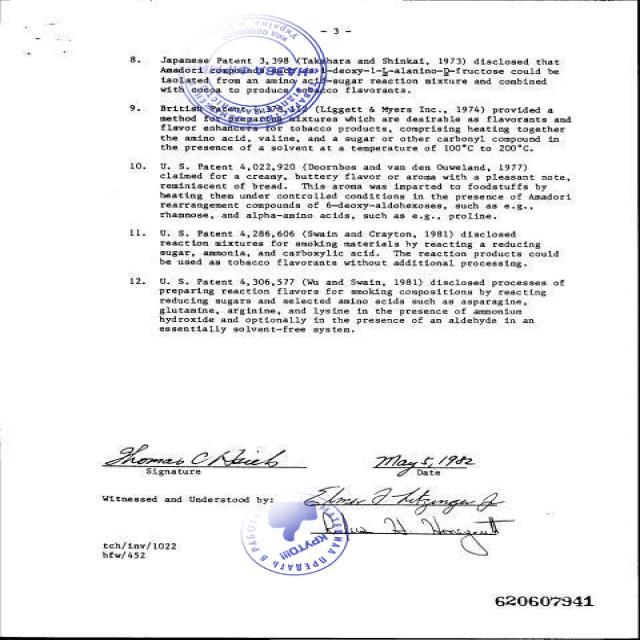 - 3 -
8. Japanese Patent 3,398 (Takahara and Shinkai, 1973) disclosed that
Amadori compounds 1-deoxy-1-L-alanino-D-fructose could be
isolated from an amino acid-sugar reaction mixture and combined
with cocoa to produce tobacco flavorants.
9. British Patent (Liggett & Myers Inc., 1974) provided a
method for preparing mixtures which are desirable as flavorants and
flavor enhancers for tobacco products, comprising heating together
the amino acid, valine, and a sugar or other carbonyl compound in
the presence of a solvent at a temperature of 100°C to 200°C.
10. U. S. Patent 4,022,920 (Doornbos and van den Ouweland, 1977)
claimed for a creamy, buttery flavor or aroma with a pleasant note,
reminiscent of bread. This aroma was imparted to foodstuffs by
heating them under controlled conditions in the presence of Amadori
rearrangement compounds of 6-deoxy-aldohexoses, such as e.g.,
rhamnose, and alpha-amino acids, such as e.g., proline.
11. U. S. Patent 4,286,606 (Swain and Crayton, 1981) disclosed
reaction mixtures for smoking materials by reacting a reducing
sugar, ammonia, and carboxylic acid. The reaction products could
be used as tobacco flavorants without additional processing.
12. U. S. Patent 4,306,577 (Wu and Swain, 1981) disclosed processes of
preparing reaction flavors for smoking compositions by reacting
reducing sugars and selected amino acids such as asparagine,
glutamine, arginine, and lysine in the presence of ammonium
hydroxide and optionally in the presence of an aldehyde in an
essentially solvent-free system.
Thomas C Hsieh May 5, 1982
Signature Date
Witnessed and Understood by:
H.
КРУТО!!!
tch/inv/1022
bfw/452
620607941